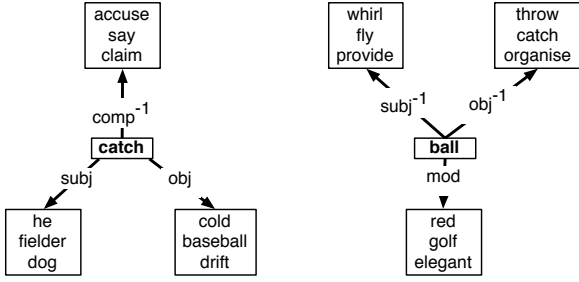 accuse
say
claim
comp-1
catch
subj
obj
he
fielder
dog
cold
baseball
drift
whirl
fly
provide
throw
catch
organise
subj-1
obj-1
ball
mod
red
golf
elegant